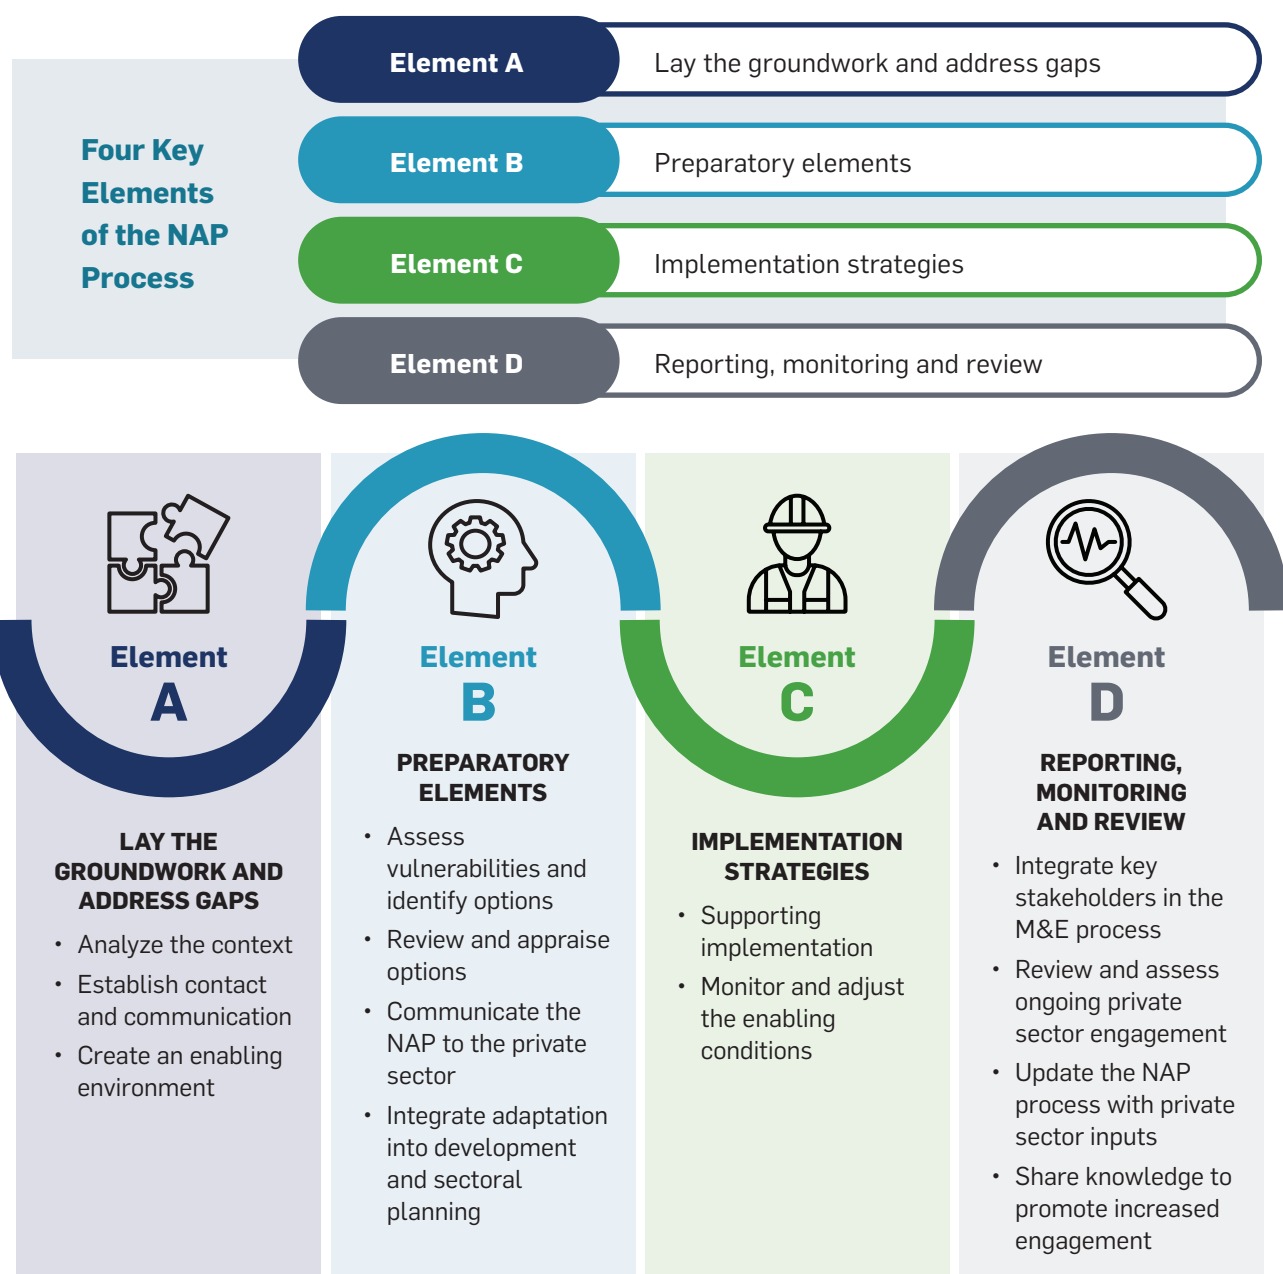 Four Key
Elements
of the NAP
Process
Element A
Lay the groundwork and address gaps
Element B
Preparatory elements
Element C
Implementation strategies
Element D
Reporting, monitoring and review
Element
A
LAY THE
GROUNDWORK AND
ADDRESS GAPS
• Analyze the context
• Establish contact
and communication
• Create an enabling
environment
Element
B
PREPARATORY
ELEMENTS
• Assess
vulnerabilities and
identify options
• Review and appraise
options
• Communicate the
NAP to the private
sector
• Integrate adaptation
into development
and sectoral
planning
Element
C
IMPLEMENTATION
STRATEGIES
• Supporting
implementation
• Monitor and adjust
the enabling
conditions
Element
D
REPORTING,
MONITORING
AND REVIEW
• Integrate key
stakeholders in the
M&E process
• Review and assess
ongoing private
sector engagement
• Update the NAP
process with private
sector inputs
• Share knowledge to
promote increased
engagement